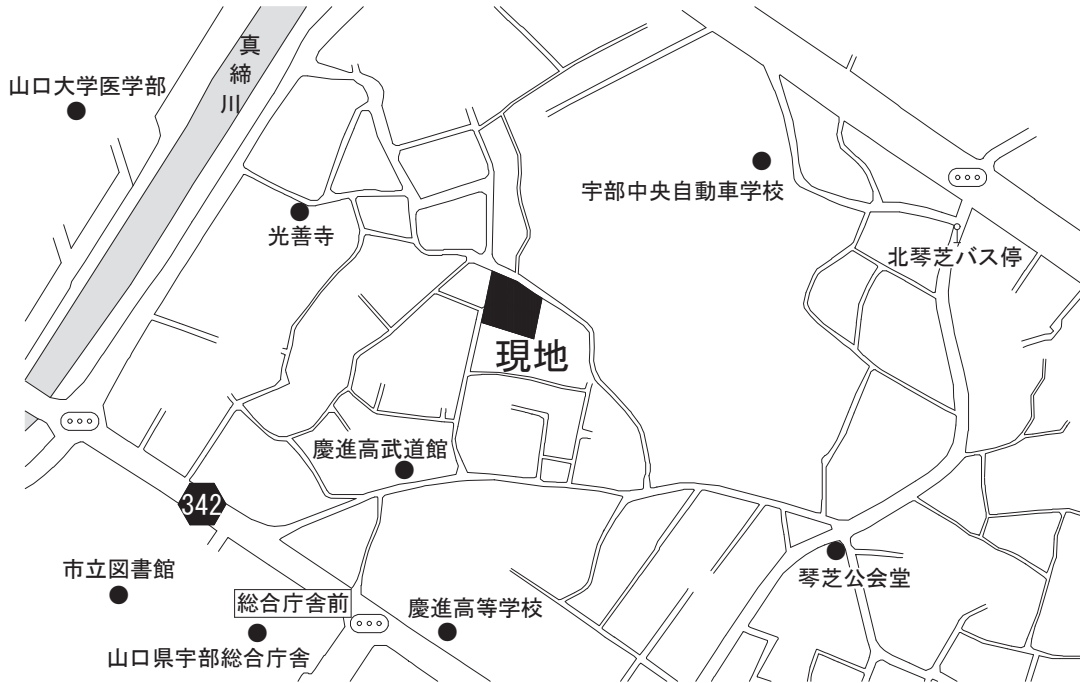 真締川
山口大学医学部
宇部中央自動車学校
光善寺
北琴芝バス停
現地
慶進高武道館
342
市立図書館
琴芝公会堂
総合庁舎前
慶進高等学校
山口県宇部総合庁舎